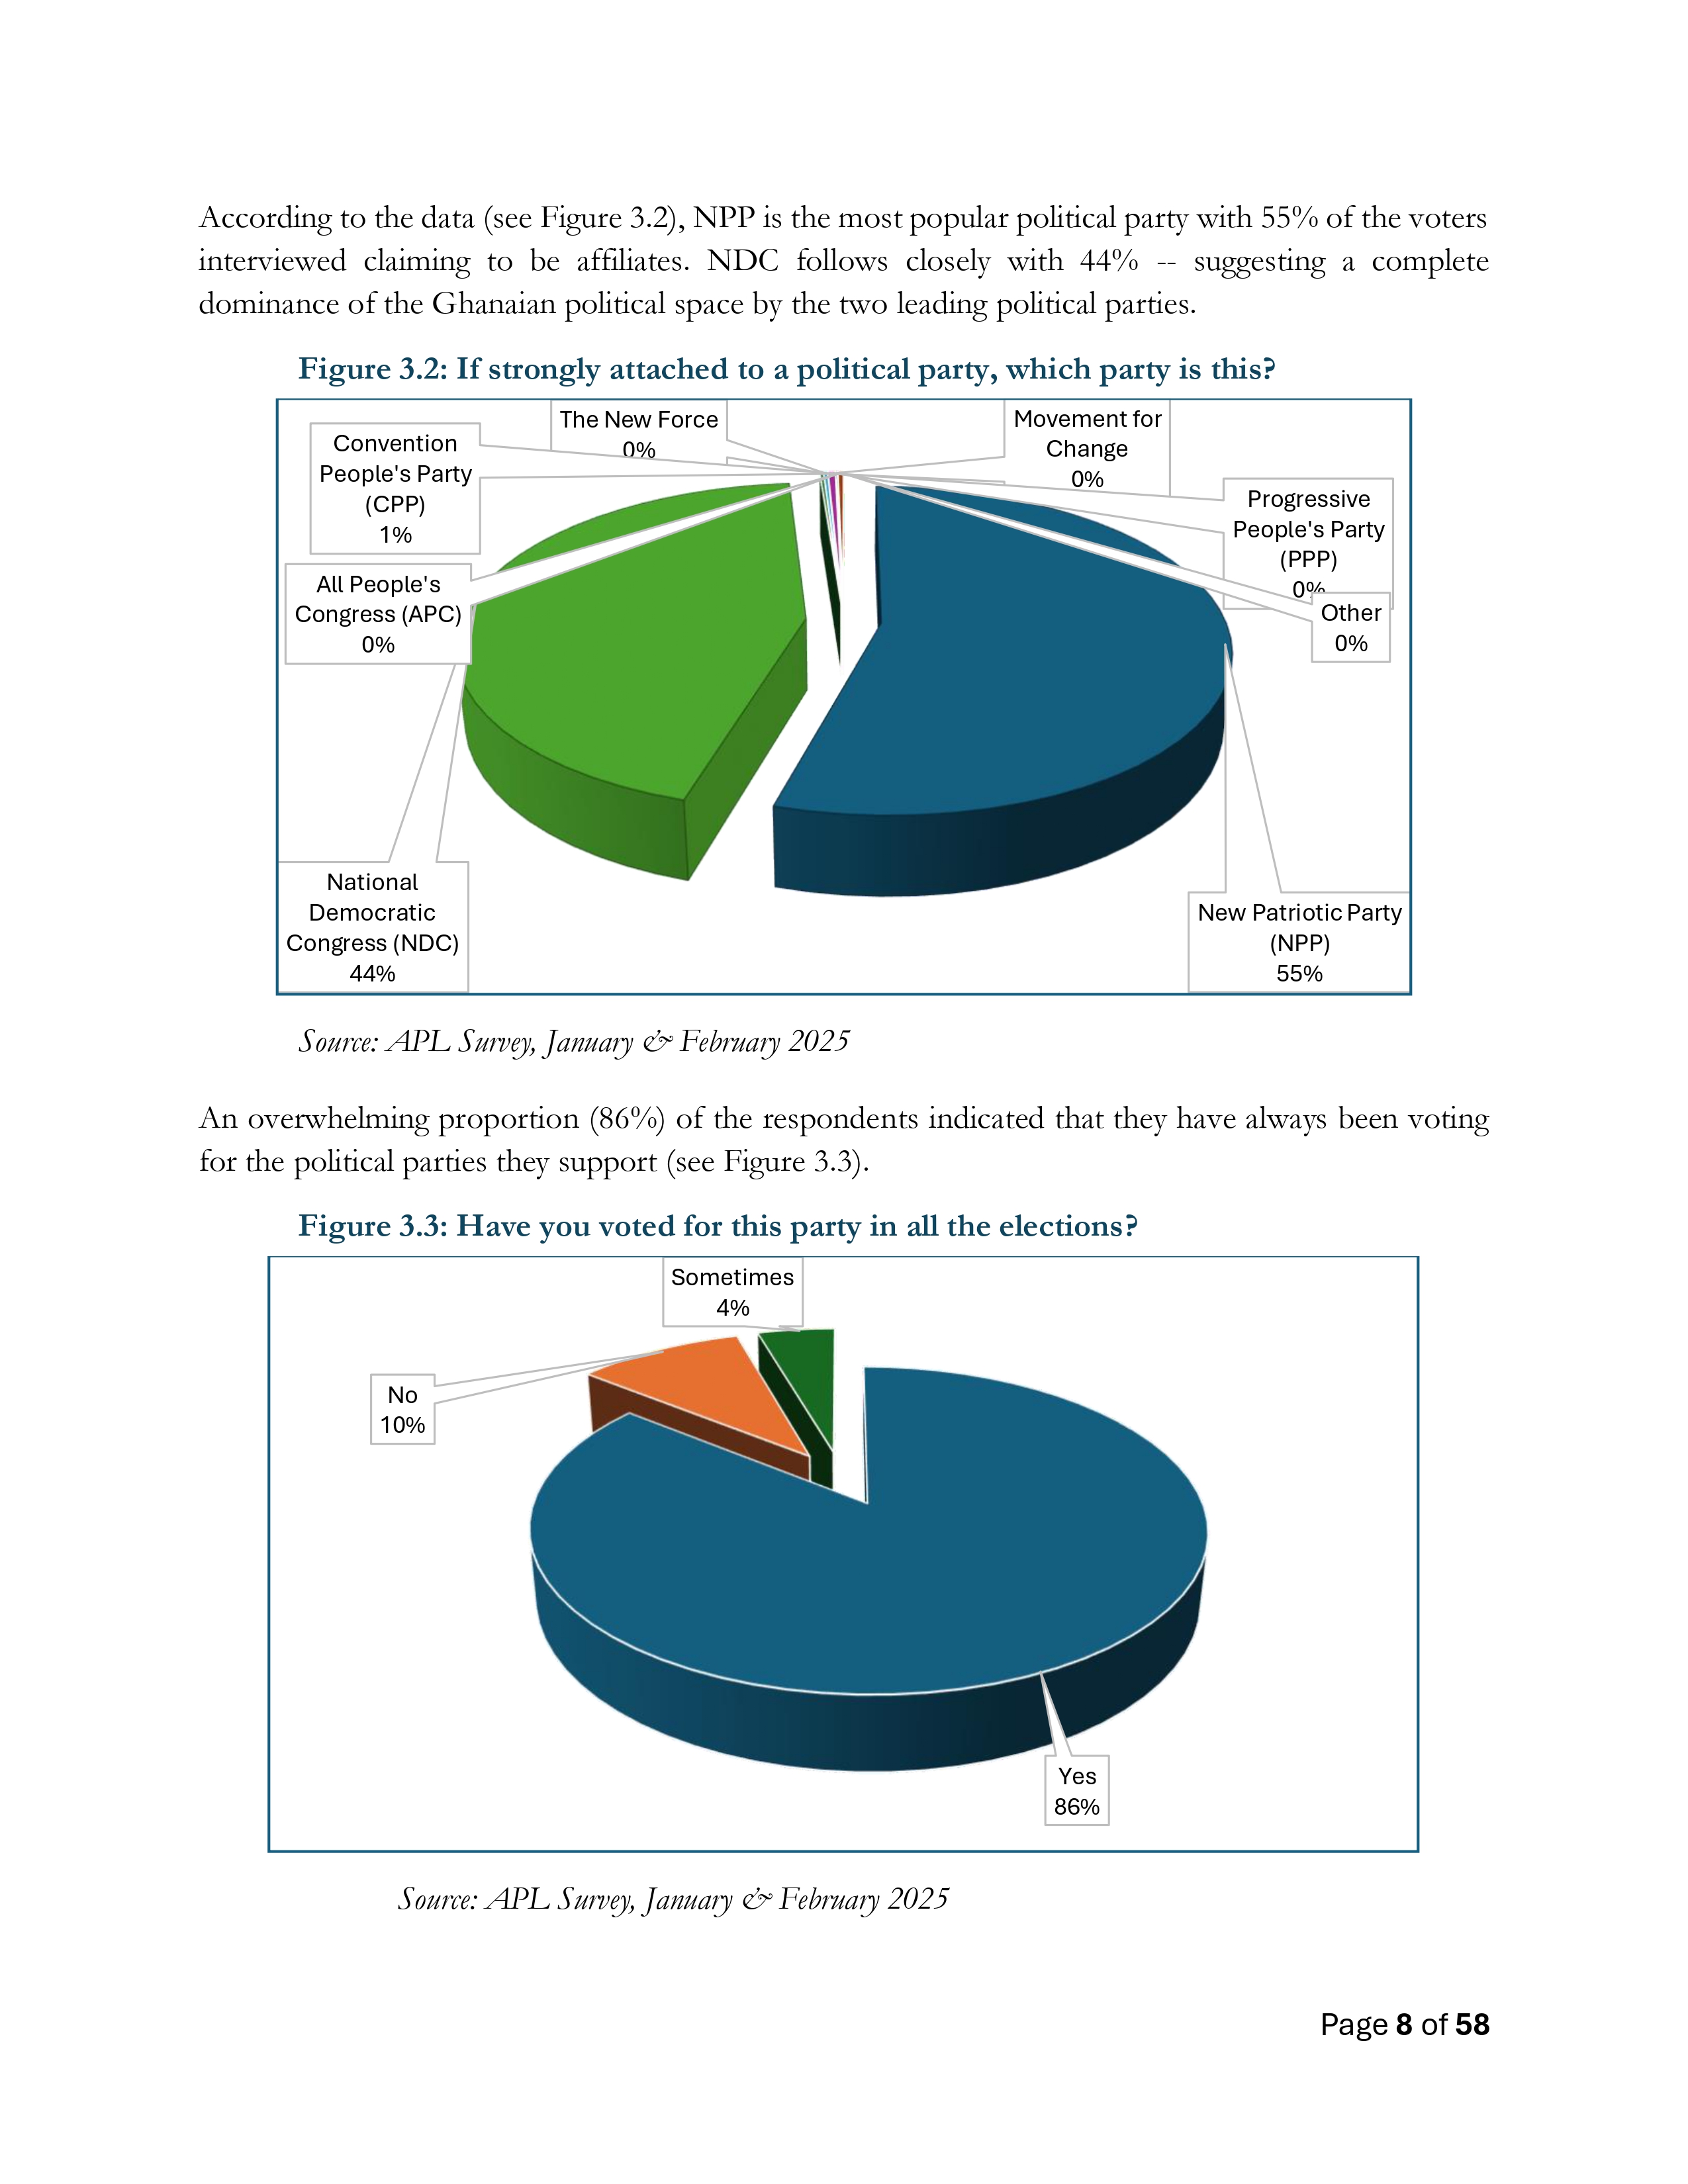 According to the data (see Figure 3.2), NPP is the most popular political party with 55% of the voters
interviewed claiming to be affiliates. NDC follows closely with 44% -- suggesting a complete
dominance of the Ghanaian political space by the two leading political parties.
Figure 3.2: If strongly attached to a political party, which party is this?
The New Force
0%
Movement for
Change
0%
Convention
People's Party
(CPP)
1%
Progressive
People's Party
(PPP)
0%
All People's
Congress (APC)
0%
Other
0%
National
Democratic
Congress (NDC)
44%
New Patriotic Party
(NPP)
55%
Source: APL Survey, January & February 2025
An overwhelming proportion (86%) of the respondents indicated that they have always been voting
for the political parties they support (see Figure 3.3).
Figure 3.3: Have you voted for this party in all the elections?
Sometimes
4%
No
10%
Yes
86%
Source: APL Survey, January & February 2025
Page 8 of 58